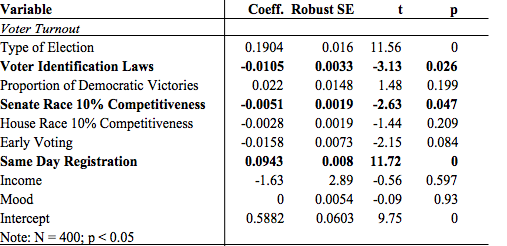 Variable Coeff. Robust SE t p
Voter Turnout
Type of Election 0.1904 0.016 11.56 0
Voter Identification Laws -0.0105 0.0033 -3.13 0.026
Proportion of Democratic Victories 0.022 0.0148 1.48 0.199
Senate Race 10% Competitiveness -0.0051 0.0019 -2.63 0.047
House Race 10% Competitiveness -0.0028 0.0019 -1.44 0.209
Early Voting -0.0158 0.0073 -2.15 0.084
Same Day Registration 0.0943 0.008 11.72 0
Income -1.63 2.89 -0.56 0.597
Mood 0 0.0054 -0.09 0.93
Intercept 0.5882 0.0603 9.75 0
Note: N = 400; p < 0.05